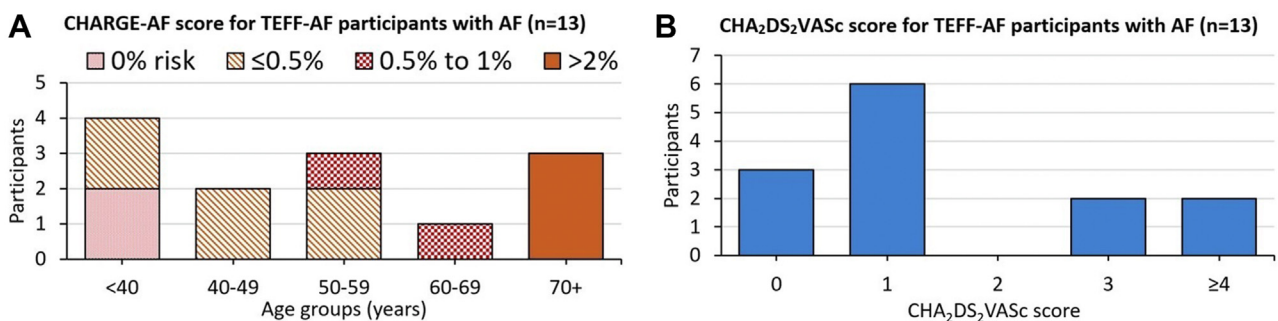 A
CHARGE-AF score for TEFF-AF participants with AF (n=13)
0% risk ≤0.5% 0.5% to 1% >2%
5
4
3
2
1
0
Participants
<40 40-49 50-59 60-69 70+
Age groups (years)
B
CHA₂DS₂VASc score for TEFF-AF participants with AF (n=13)
7
6
5
4
3
2
1
0
Participants
0 1 2 3 ≥4
CHA₂DS₂VASc score